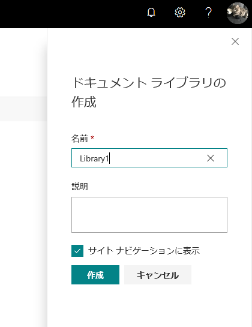 ドキュメント ライブラリの
作成
名前 *
Library1
説明
サイト ナビゲーションに表示
作成 キャンセル